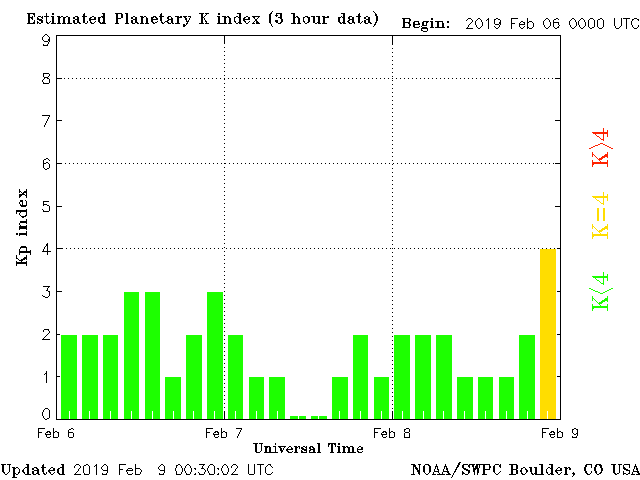 Estimated Planetary K index (3 hour data) Begin: 2019 Feb 06 0000 UTC
9
8
7
6
5
4
3
2
1
0
Kp index
K>4
K=4
K<4
Feb 6 Feb 7 Feb 8 Feb 9
Universal Time
Updated 2019 Feb 9 00:30:02 UTC NOAA/SWPC Boulder, CO USA